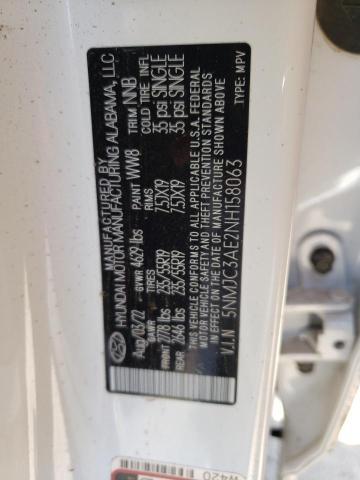 MANUFACTURED BY
HYUNDAI MOTOR MANUFACTURING ALABAMA, LLC
Aug/03/22 GVWR 4629 lbs PAINT WW8 TRIM NNB
GAWR TIRES RIMS COLD TIRE INFL
FRONT 2778 lbs 235/55R19 7.5JX19 35 psi SINGLE
REAR 2646 lbs 235/55R19 7.5JX19 35 psi SINGLE
THIS VEHICLE CONFORMS TO ALL APPLICABLE U.S.A. FEDERAL
MOTOR VEHICLE SAFETY, BUMPER, AND THEFT PREVENTION STANDARDS
IN EFFECT ON THE DATE OF MANUFACTURE SHOWN ABOVE.
V.I.N 5NMJC3AE2NH158063 TYPE: MPV
W420